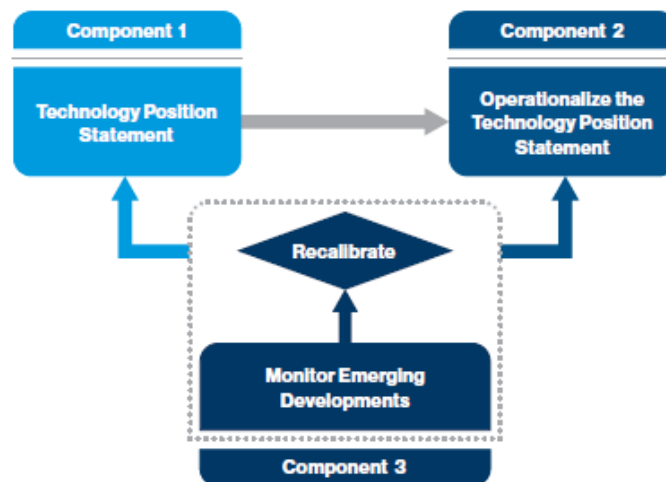 Component 1
Technology Position
Statement
Component 2
Operationalize the
Technology Position
Statement
Recalibrate
Monitor Emerging
Developments
Component 3